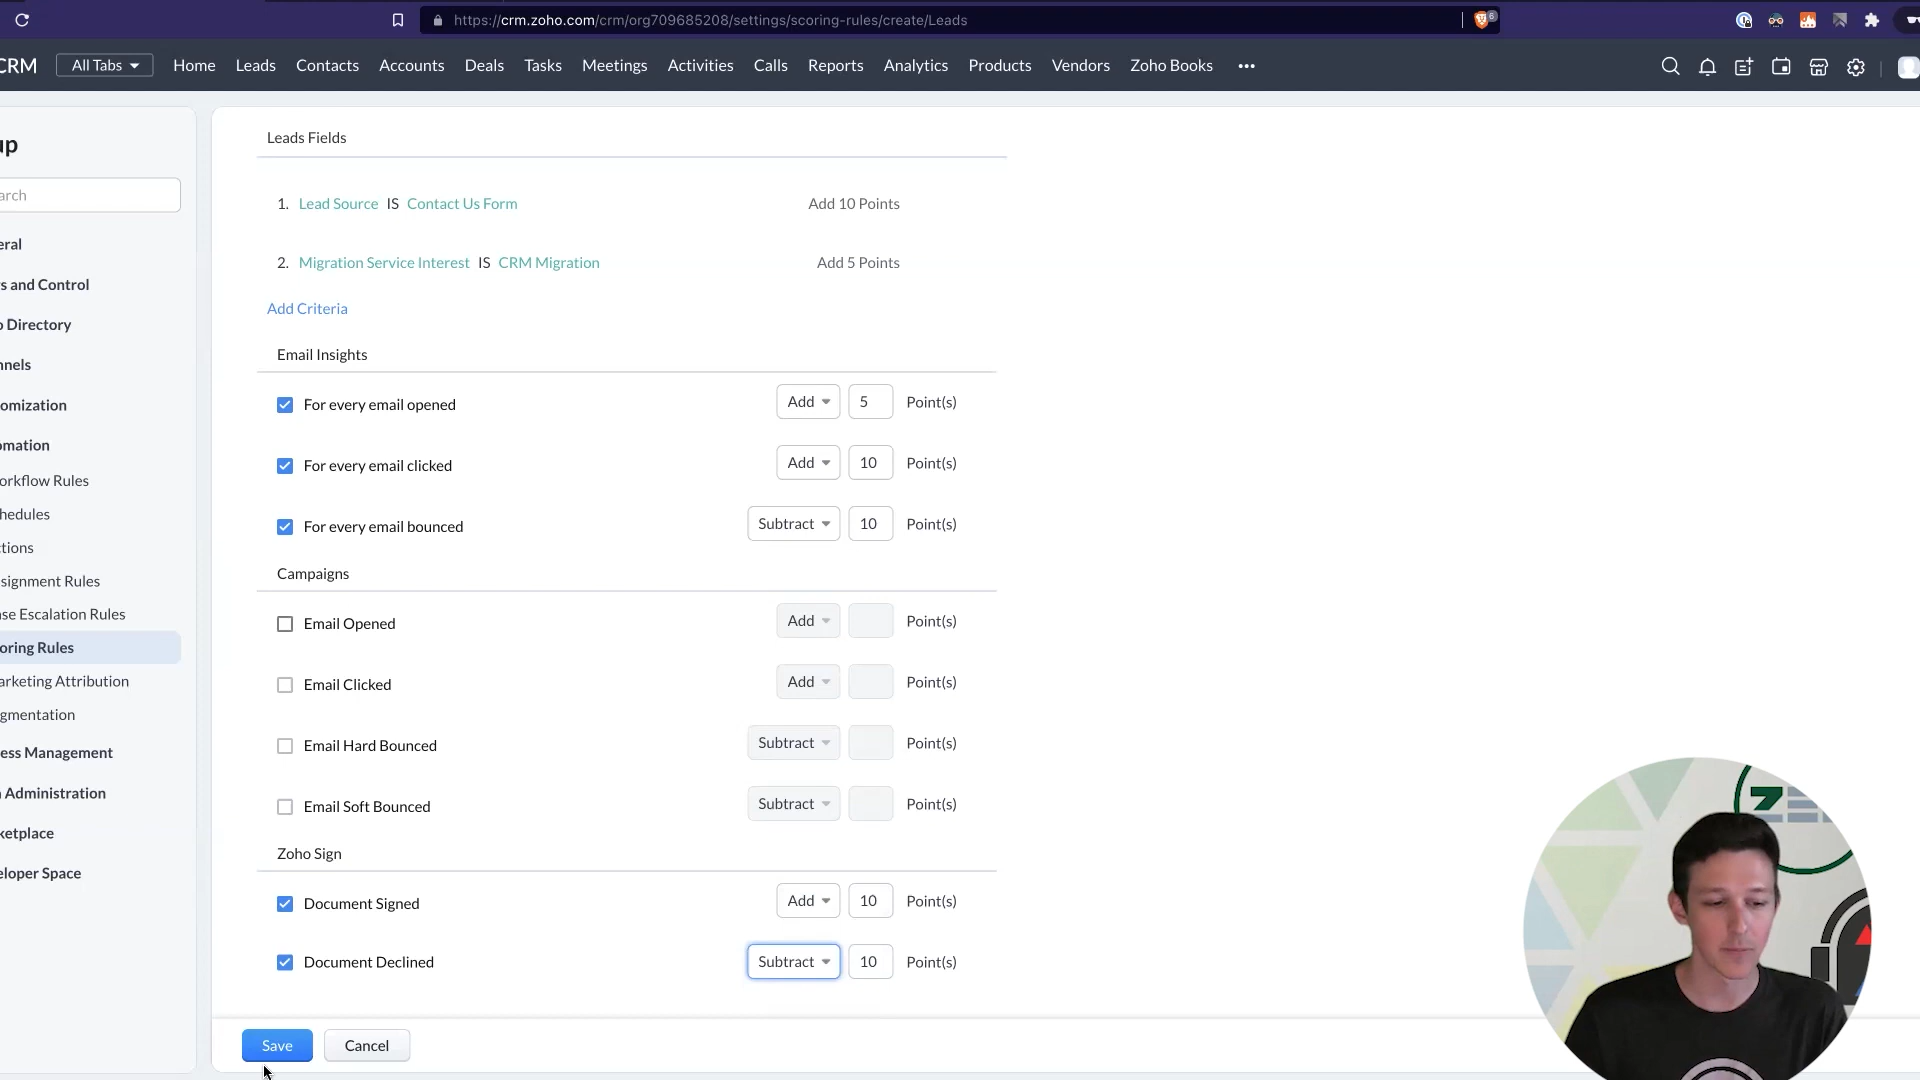 https://crm.zoho.com/crm/org709685208/settings/scoring-rules/create/Leads
6
CRM All Tabs Home Leads Contacts Accounts Deals Tasks Meetings Activities Calls Reports Analytics Products Vendors Zoho Books •••
up
arch
eral
s and Control
o Directory
nnels
omization
omation
orkflow Rules
hedules
ctions
signment Rules
ase Escalation Rules
oring Rules
arketing Attribution
gmentation
ess Management
a Administration
ketplace
eloper Space
Leads Fields
1. Lead Source IS Contact Us Form Add 10 Points
2. Migration Service Interest IS CRM Migration Add 5 Points
Add Criteria
Email Insights
For every email opened Add 5 Point(s)
For every email clicked Add 10 Point(s)
For every email bounced Subtract 10 Point(s)
Campaigns
Email Opened Add Point(s)
Email Clicked Add Point(s)
Email Hard Bounced Subtract Point(s)
Email Soft Bounced Subtract Point(s)
Zoho Sign
Document Signed Add 10 Point(s)
Document Declined Subtract 10 Point(s)
Save Cancel